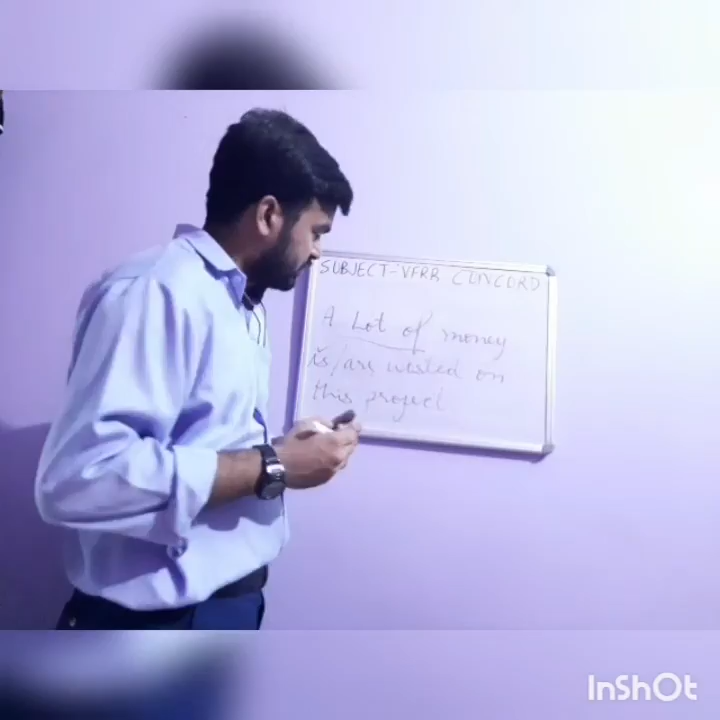 SUBJECT-VERB CONCORD
A Lot of money
is/are wasted on
this project
InShOt